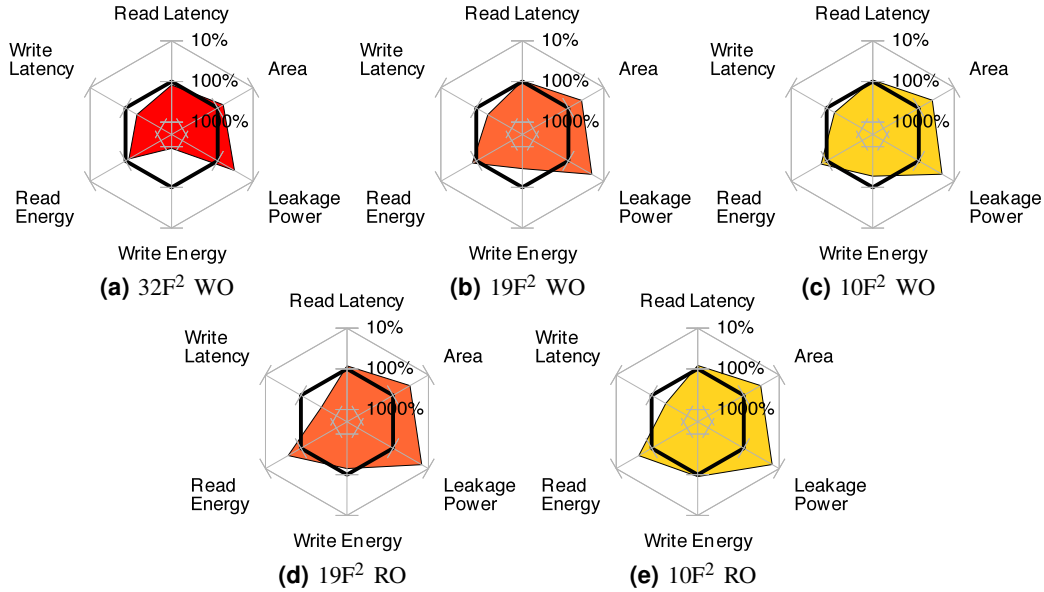 Read Latency
10%
Write
Latency
Area
100%
1000%
Read
Energy
Leakage
Power
Write Energy
(a) 32F² WO
Read Latency
10%
Write
Latency
Area
100%
1000%
Read
Energy
Leakage
Power
Write Energy
(b) 19F² WO
Read Latency
10%
Write
Latency
Area
100%
1000%
Read
Energy
Leakage
Power
Write Energy
(c) 10F² WO
Read Latency
10%
Write
Latency
Area
100%
1000%
Read
Energy
Leakage
Power
Write Energy
(d) 19F² RO
Read Latency
10%
Write
Latency
Area
100%
1000%
Read
Energy
Leakage
Power
Write Energy
(e) 10F² RO